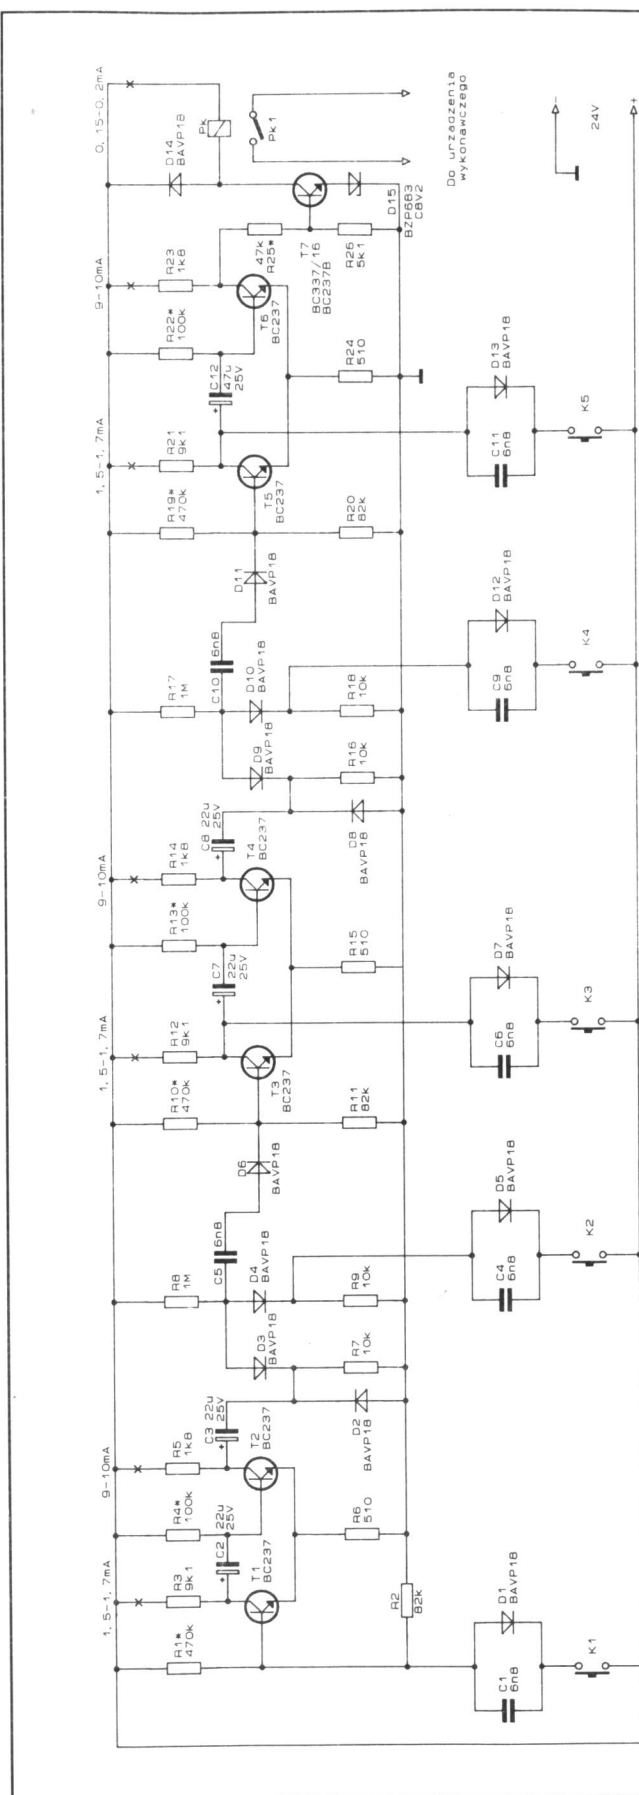 1,5-1,7mA
9-10mA
1,5-1,7mA
9-10mA
1,5-1,7mA
9-10mA
0,15-0,2mA
R1*
470k
R3
9k1
R4*
100k
R5
1k8
R8
1M
R10*
470k
R12
9k1
R13*
100k
R14
1k8
R17
1M
R19*
470k
R21
9k1
R22*
100k
R23
1k8
D14
BAVP18
Pk
C2
22u
25V
C3 22u
25V
C5
6n8
C7
22u
25V
C8 22u
25V
C10
6n8
C12
47u
25V
T1
BC237
T2
BC237
D3
BAVP18
D4
BAVP18
D6
BAVP18
T3
BC237
T4
BC237
D9
BAVP18
D10
BAVP18
D11
BAVP18
T5
BC237
T6
BC237
47k
R25*
T7
BC337/16
BC237B
Pk1
R2
82k
R6
510
D2
BAVP18
R7
10k
R9
10k
R11
82k
R15
510
D8
BAVP18
R16
10k
R18
10k
R20
82k
R24
510
R26
5k1
D15
BZP683
C8V2
Do urzadzenia
wykonawczego
C1
6n8
D1
BAVP18
K1
C4
6n8
D5
BAVP18
K2
C6
6n8
D7
BAVP18
K3
C9
6n8
D12
BAVP18
K4
C11
6n8
D13
BAVP18
K5
-
24V
+